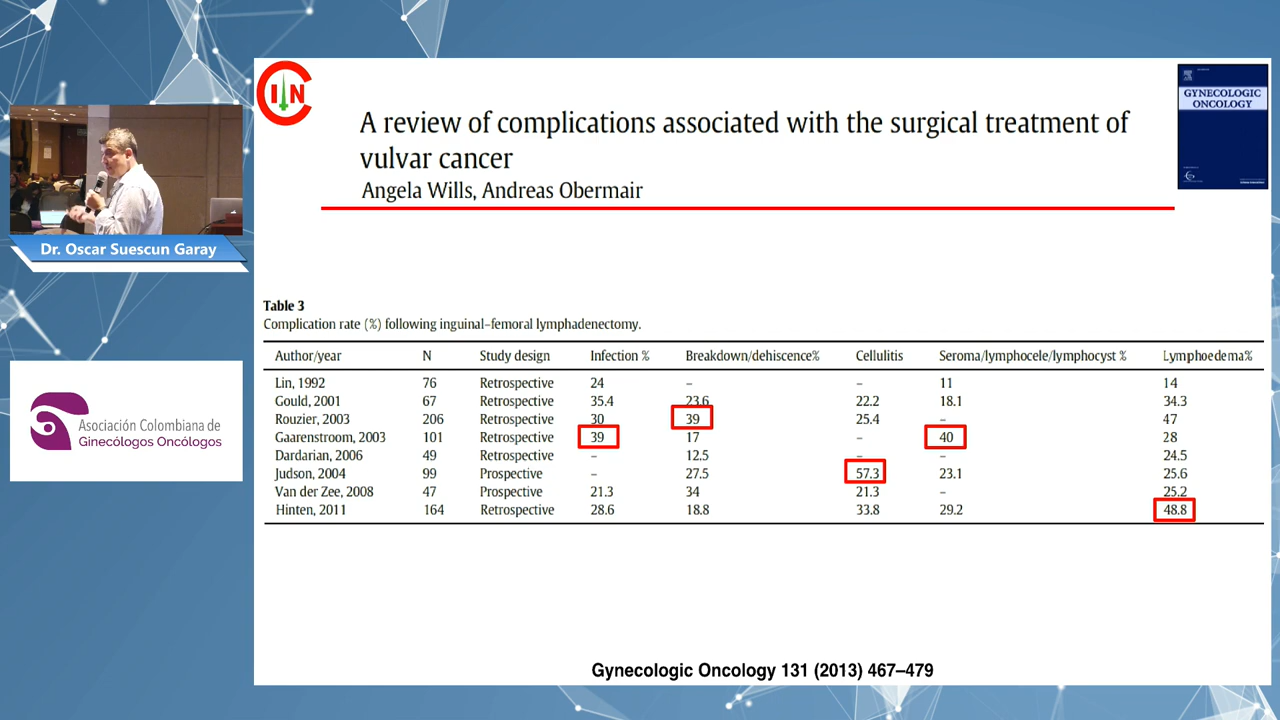 CIN
A review of complications associated with the surgical treatment of
vulvar cancer
Angela Wills, Andreas Obermair
GYNECOLOGIC
ONCOLOGY
Dr. Oscar Suescun Garay
Asociación Colombiana de
Ginecólogos Oncólogos
Table 3
Complication rate (%) following inguinal–femoral lymphadenectomy.
Author/year N Study design Infection % Breakdown/dehiscence% Cellulitis Seroma/lymphocele/lymphocyst % Lymphoedema%
Lin, 1992 76 Retrospective 24 – – 11 14
Gould, 2001 67 Retrospective 35.4 23.6 22.2 18.1 34.3
Rouzier, 2003 206 Retrospective 30 39 25.4 – 47
Gaarenstroom, 2003 101 Retrospective 39 17 – 40 28
Dardarian, 2006 49 Retrospective – 12.5 – – 24.5
Judson, 2004 99 Prospective – 27.5 57.3 23.1 25.6
Van der Zee, 2008 47 Prospective 21.3 34 21.3 – 25.2
Hinten, 2011 164 Retrospective 28.6 18.8 33.8 29.2 48.8
Gynecologic Oncology 131 (2013) 467–479